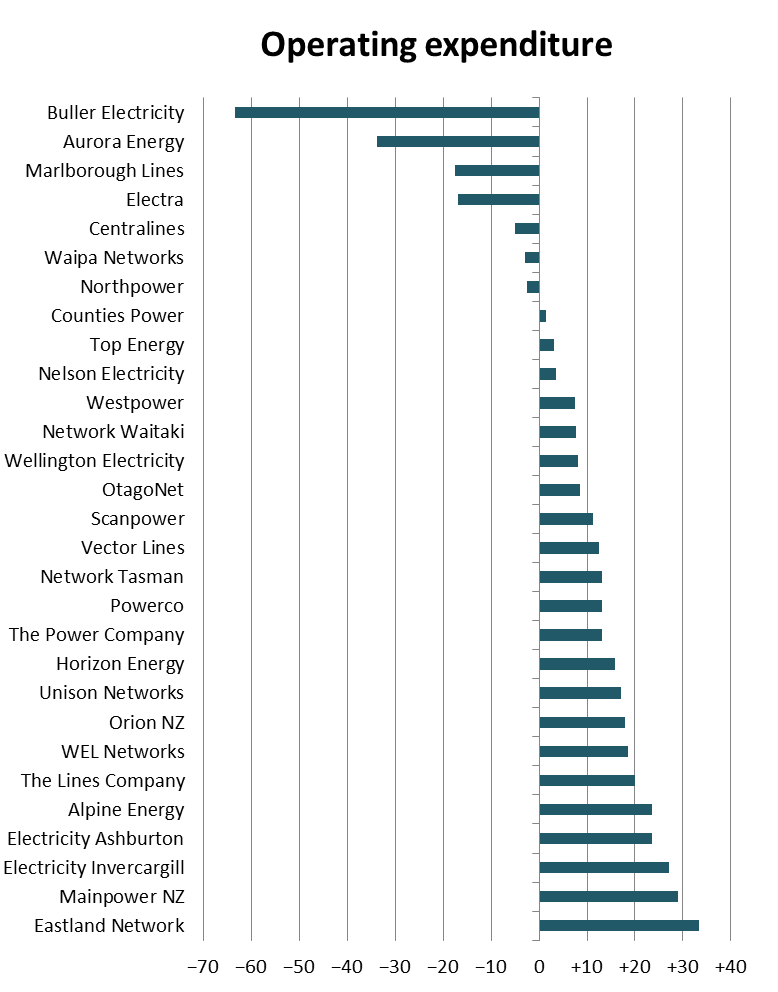 Operating expenditure
Buller Electricity
Aurora Energy
Marlborough Lines
Electra
Centralines
Waipa Networks
Northpower
Counties Power
Top Energy
Nelson Electricity
Westpower
Network Waitaki
Wellington Electricity
OtagoNet
Scanpower
Vector Lines
Network Tasman
Powerco
The Power Company
Horizon Energy
Unison Networks
Orion NZ
WEL Networks
The Lines Company
Alpine Energy
Electricity Ashburton
Electricity Invercargill
Mainpower NZ
Eastland Network
−70 −60 −50 −40 −30 −20 −10 0 +10 +20 +30 +40